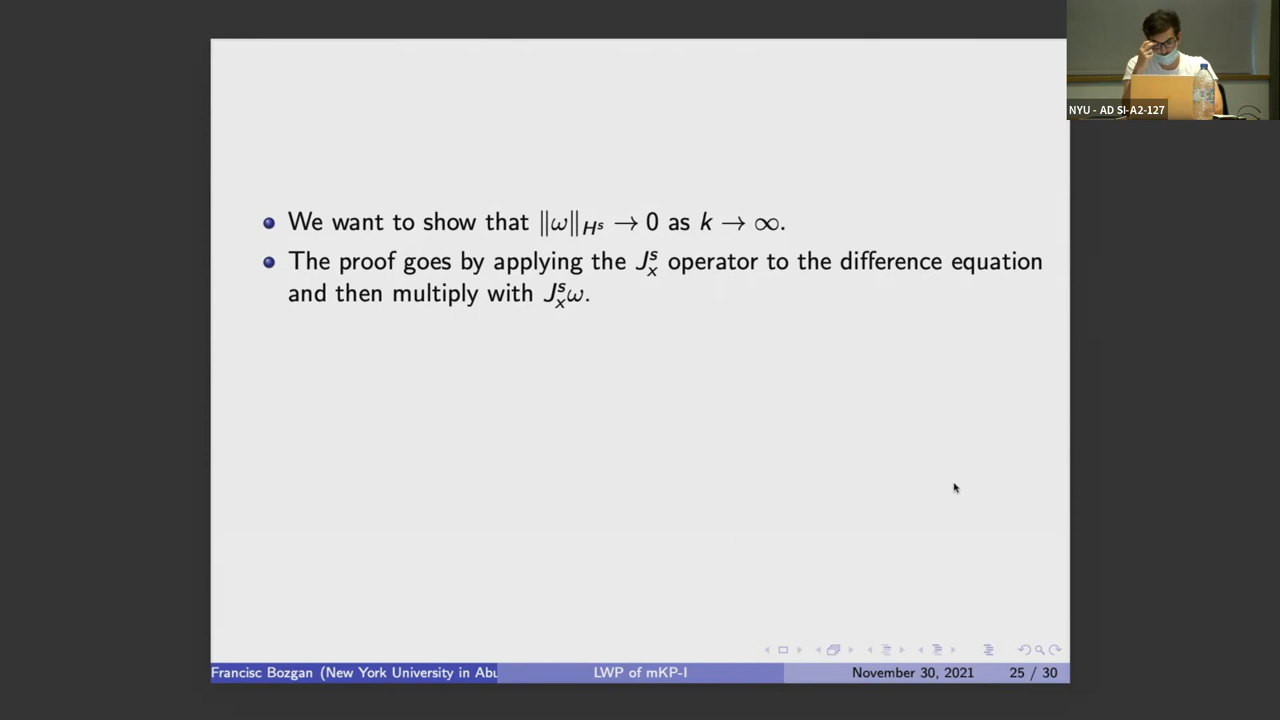 NYU - AD SI-A2-127
We want to show that ‖ω‖_{H^s} → 0 as k → ∞.
The proof goes by applying the J_x^s operator to the difference equation
and then multiply with J_x^s ω.
Francisc Bozgan (New York University in Abu
LWP of mKP-I
November 30, 2021
25 / 30